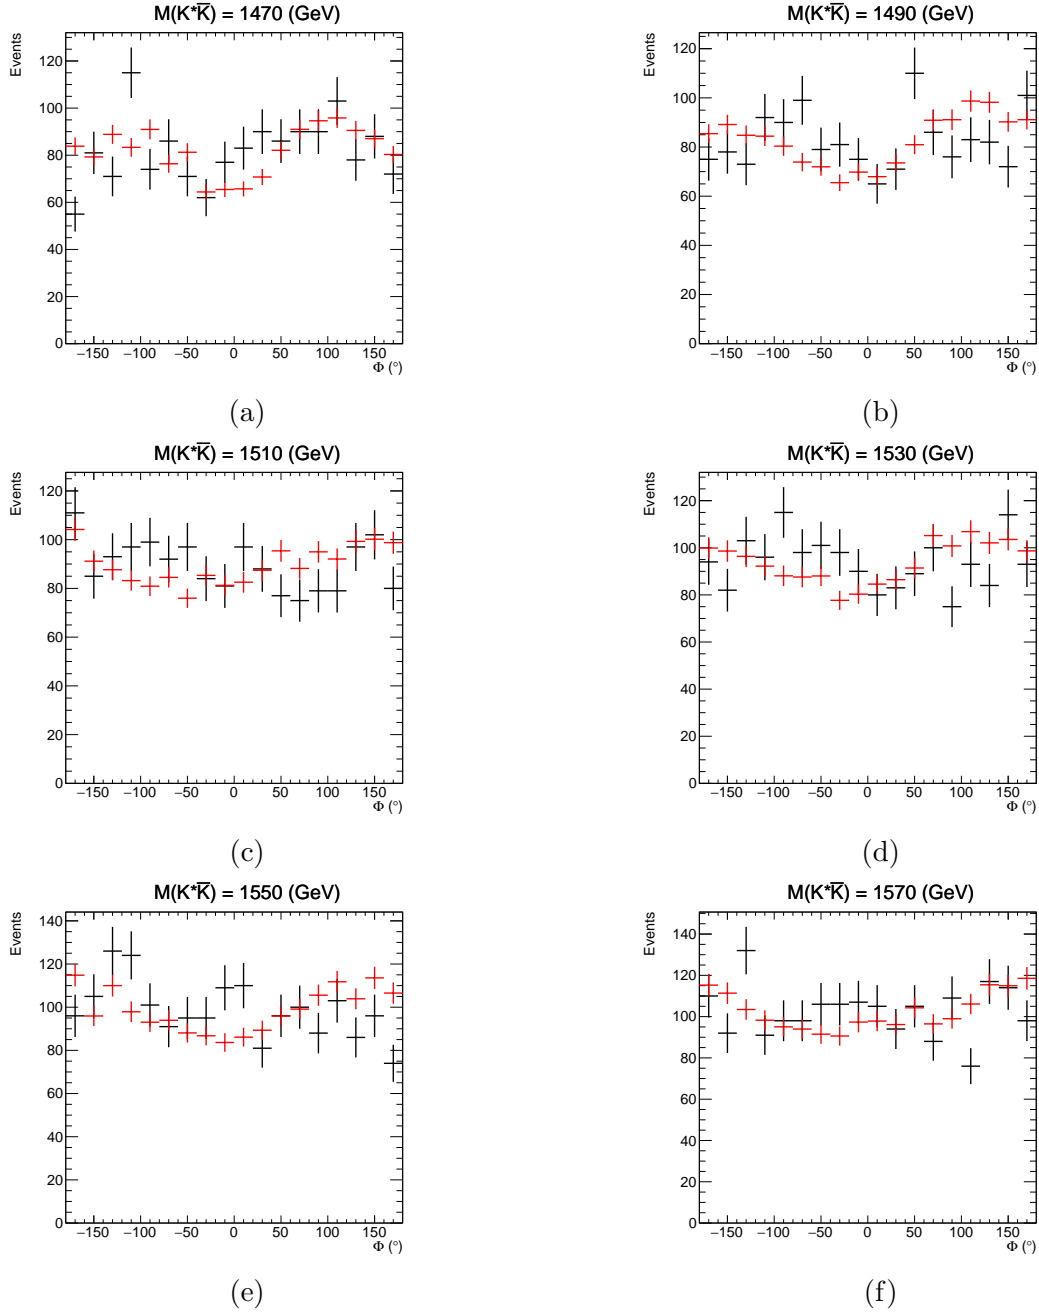 M(K*K̅) = 1470 (GeV)
Events
120
100
80
60
40
20
0
−150 −100 −50 0 50 100 150
Φ (°)
(a)
M(K*K̅) = 1490 (GeV)
Events
120
100
80
60
40
20
0
−150 −100 −50 0 50 100 150
Φ (°)
(b)
M(K*K̅) = 1510 (GeV)
Events
120
100
80
60
40
20
0
−150 −100 −50 0 50 100 150
Φ (°)
(c)
M(K*K̅) = 1530 (GeV)
Events
120
100
80
60
40
20
0
−150 −100 −50 0 50 100 150
Φ (°)
(d)
M(K*K̅) = 1550 (GeV)
Events
140
120
100
80
60
40
20
0
−150 −100 −50 0 50 100 150
Φ (°)
(e)
M(K*K̅) = 1570 (GeV)
Events
140
120
100
80
60
40
20
0
−150 −100 −50 0 50 100 150
Φ (°)
(f)